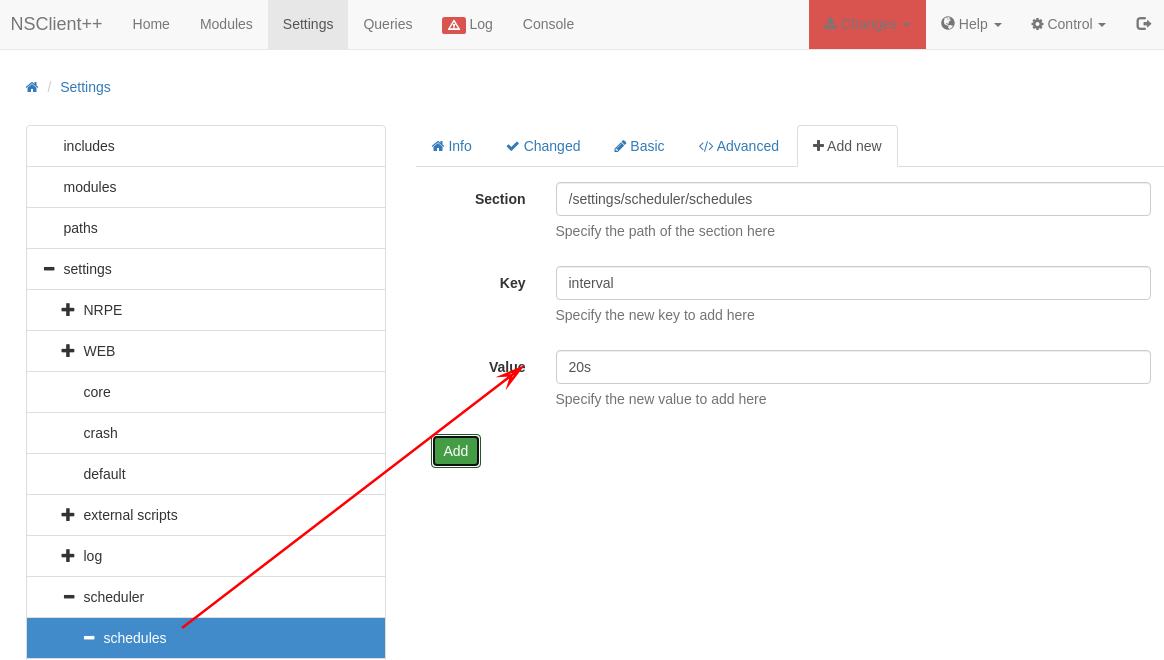 NSClient++ Home Modules Settings Queries Log Console Changes Help Control
Settings
includes
modules
paths
settings
NRPE
WEB
core
crash
default
external scripts
log
scheduler
schedules
Info Changed Basic </> Advanced Add new
Section /settings/scheduler/schedules
Specify the path of the section here
Key interval
Specify the new key to add here
Value 20s
Specify the new value to add here
Add